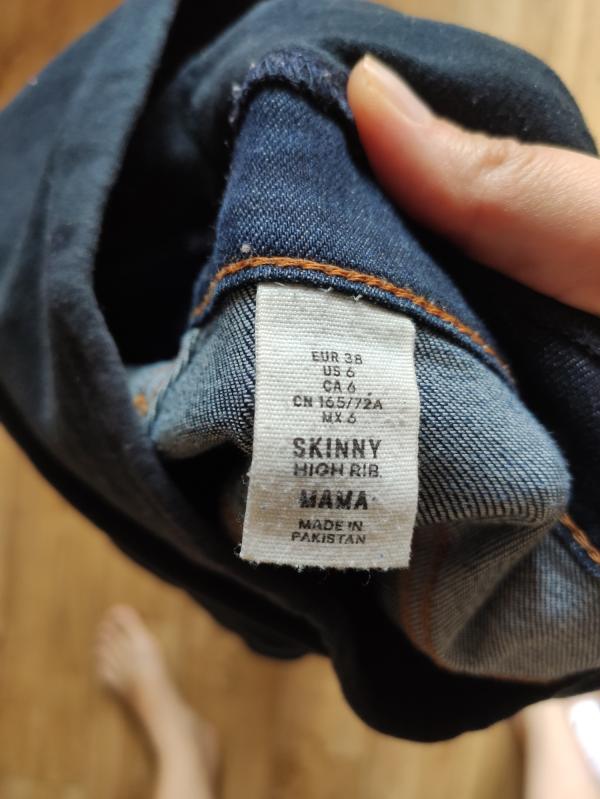 EUR 38
US 6
CA 6
CN 165/72A
MX 6
SKINNY
HIGH RIB.
MAMA
MADE IN
PAKISTAN